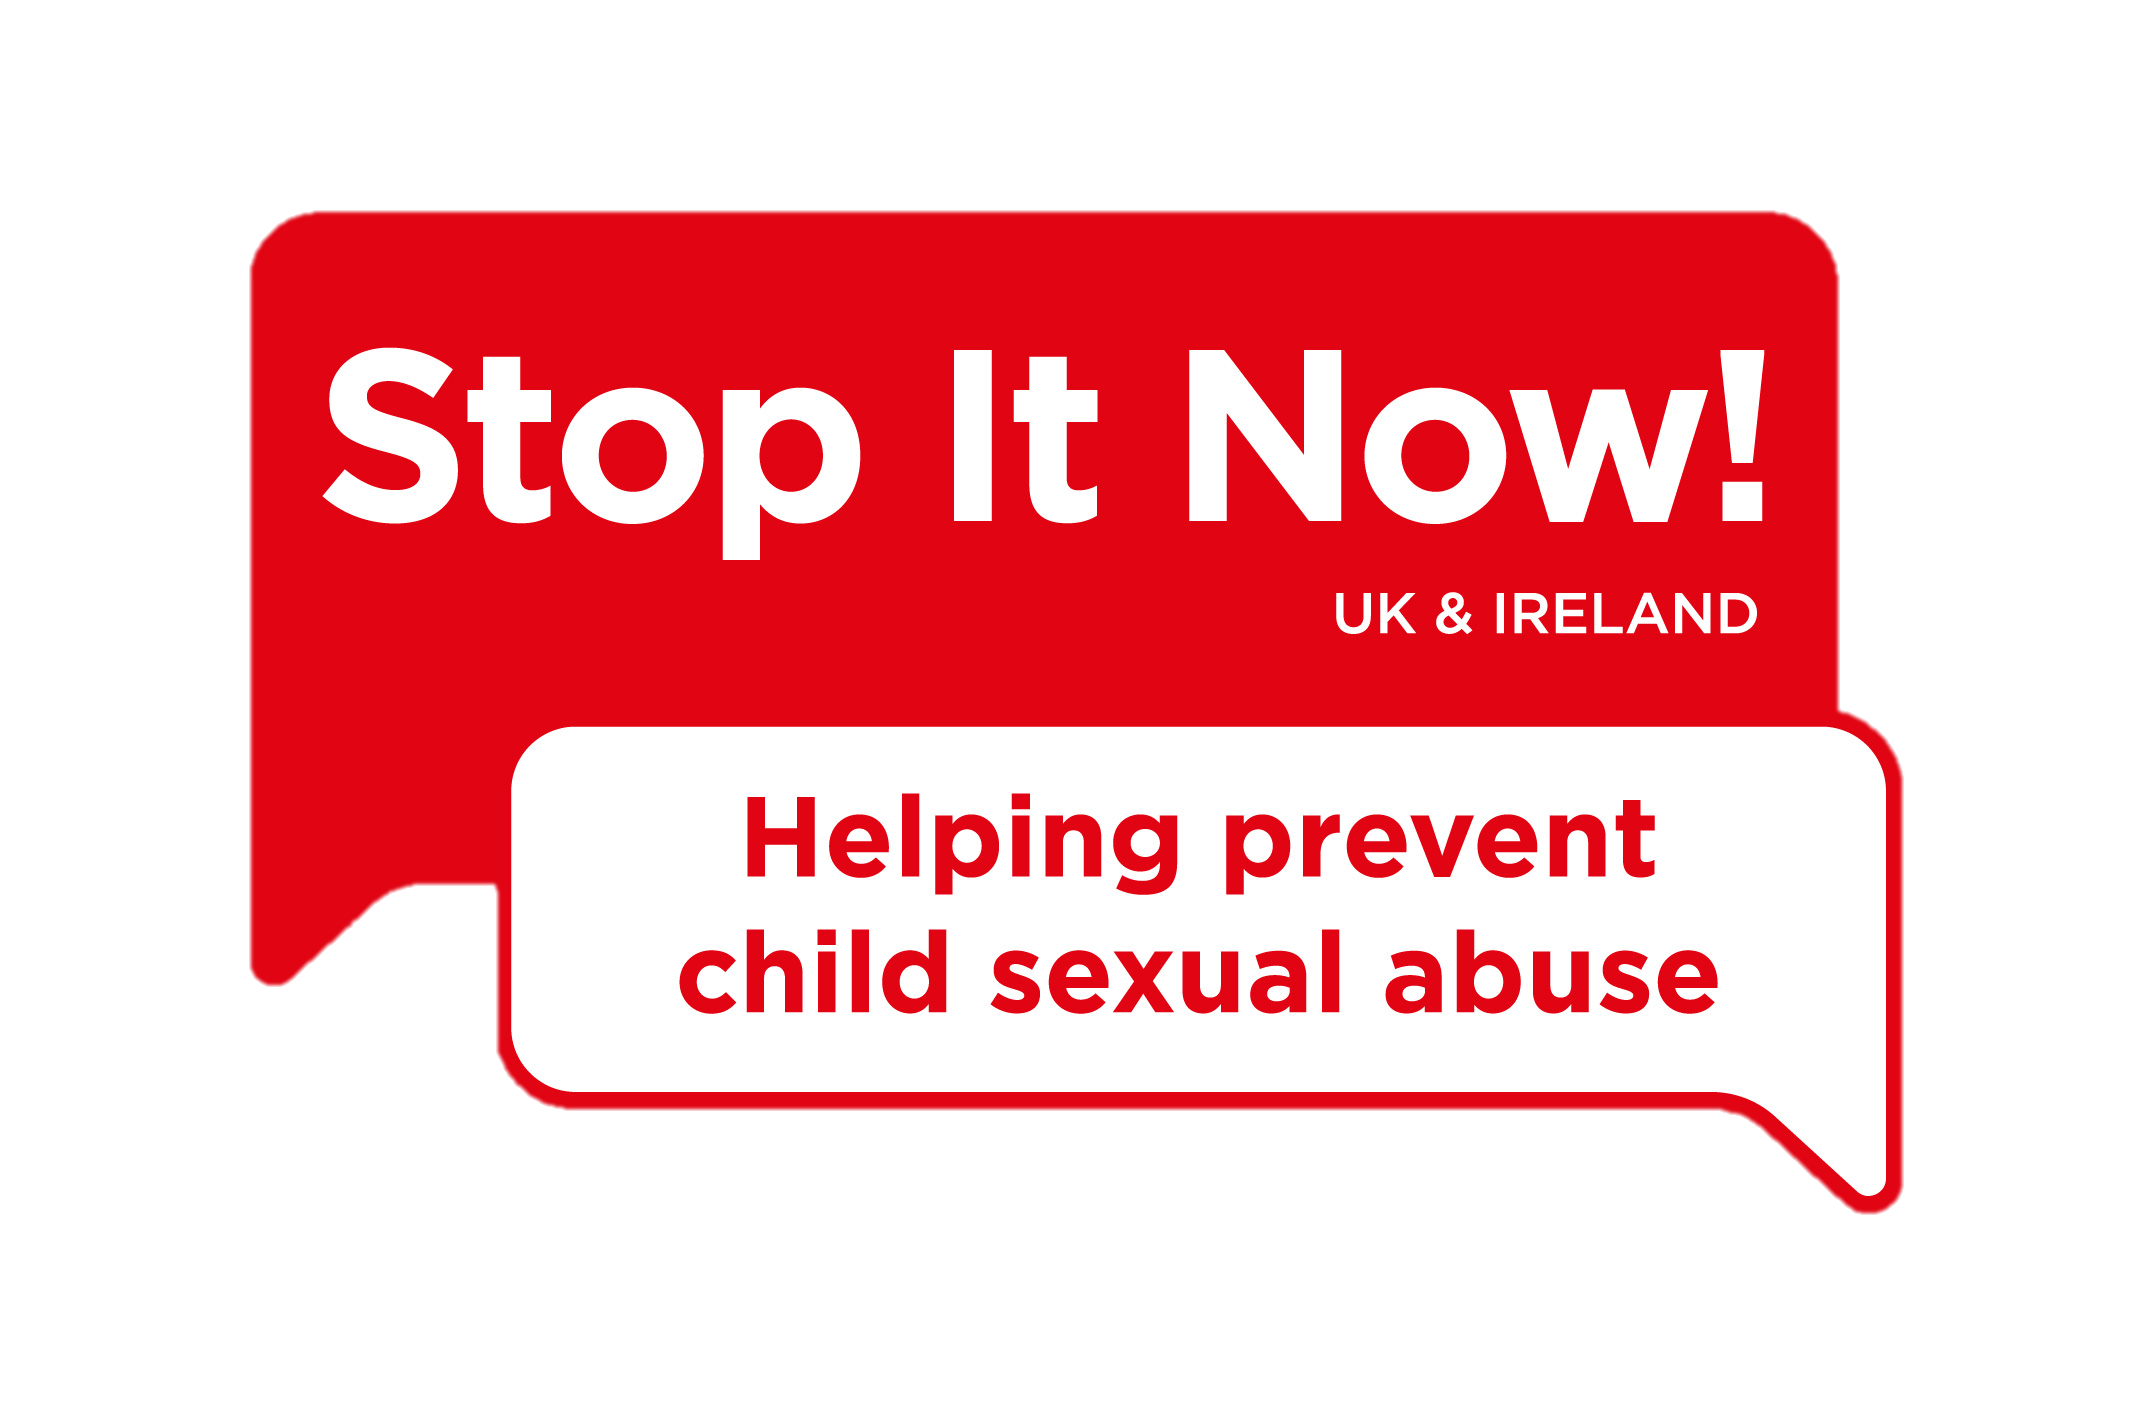 Stop It Now!
UK & IRELAND
Helping prevent
child sexual abuse